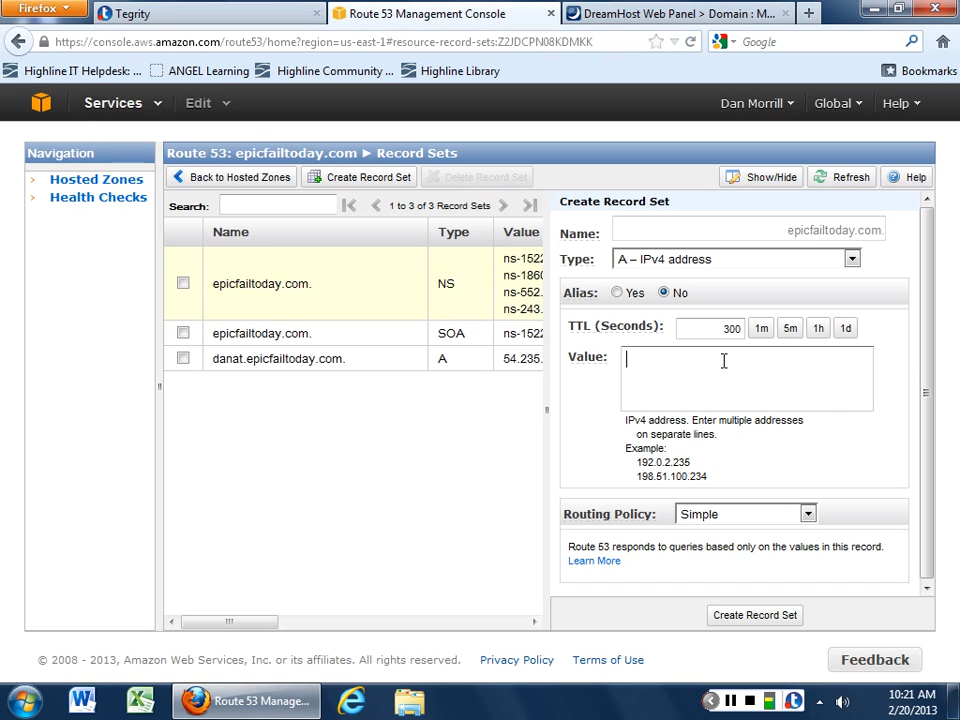 Firefox
Tegrity
Route 53 Management Console
DreamHost Web Panel > Domain : M...
https://console.aws.amazon.com/route53/home?region=us-east-1#resource-record-sets:Z2JDCPN08KDMKK
Google
Highline IT Helpdesk: ...
ANGEL Learning
Highline Community ...
Highline Library
Bookmarks
Services
Edit
Dan Morrill
Global
Help
Navigation
Hosted Zones
Health Checks
Route 53: epicfailtoday.com ▸ Record Sets
Back to Hosted Zones
Create Record Set
Delete Record Set
Show/Hide
Refresh
Help
Search:
1 to 3 of 3 Record Sets
Name
Type
Value
epicfailtoday.com.
NS
ns-1522
ns-1860
ns-552.
ns-243.
epicfailtoday.com.
SOA
ns-1522
danat.epicfailtoday.com.
A
54.235.
Create Record Set
Name:
epicfailtoday.com.
Type:
A – IPv4 address
Alias:
Yes
No
TTL (Seconds):
300
1m
5m
1h
1d
Value:
IPv4 address. Enter multiple addresses
on separate lines.
Example:
192.0.2.235
198.51.100.234
Routing Policy:
Simple
Route 53 responds to queries based only on the values in this record.
Learn More
Create Record Set
© 2008 - 2013, Amazon Web Services, Inc. or its affiliates. All rights reserved.
Privacy Policy
Terms of Use
Feedback
Route 53 Manage...
10:21 AM
2/20/2013